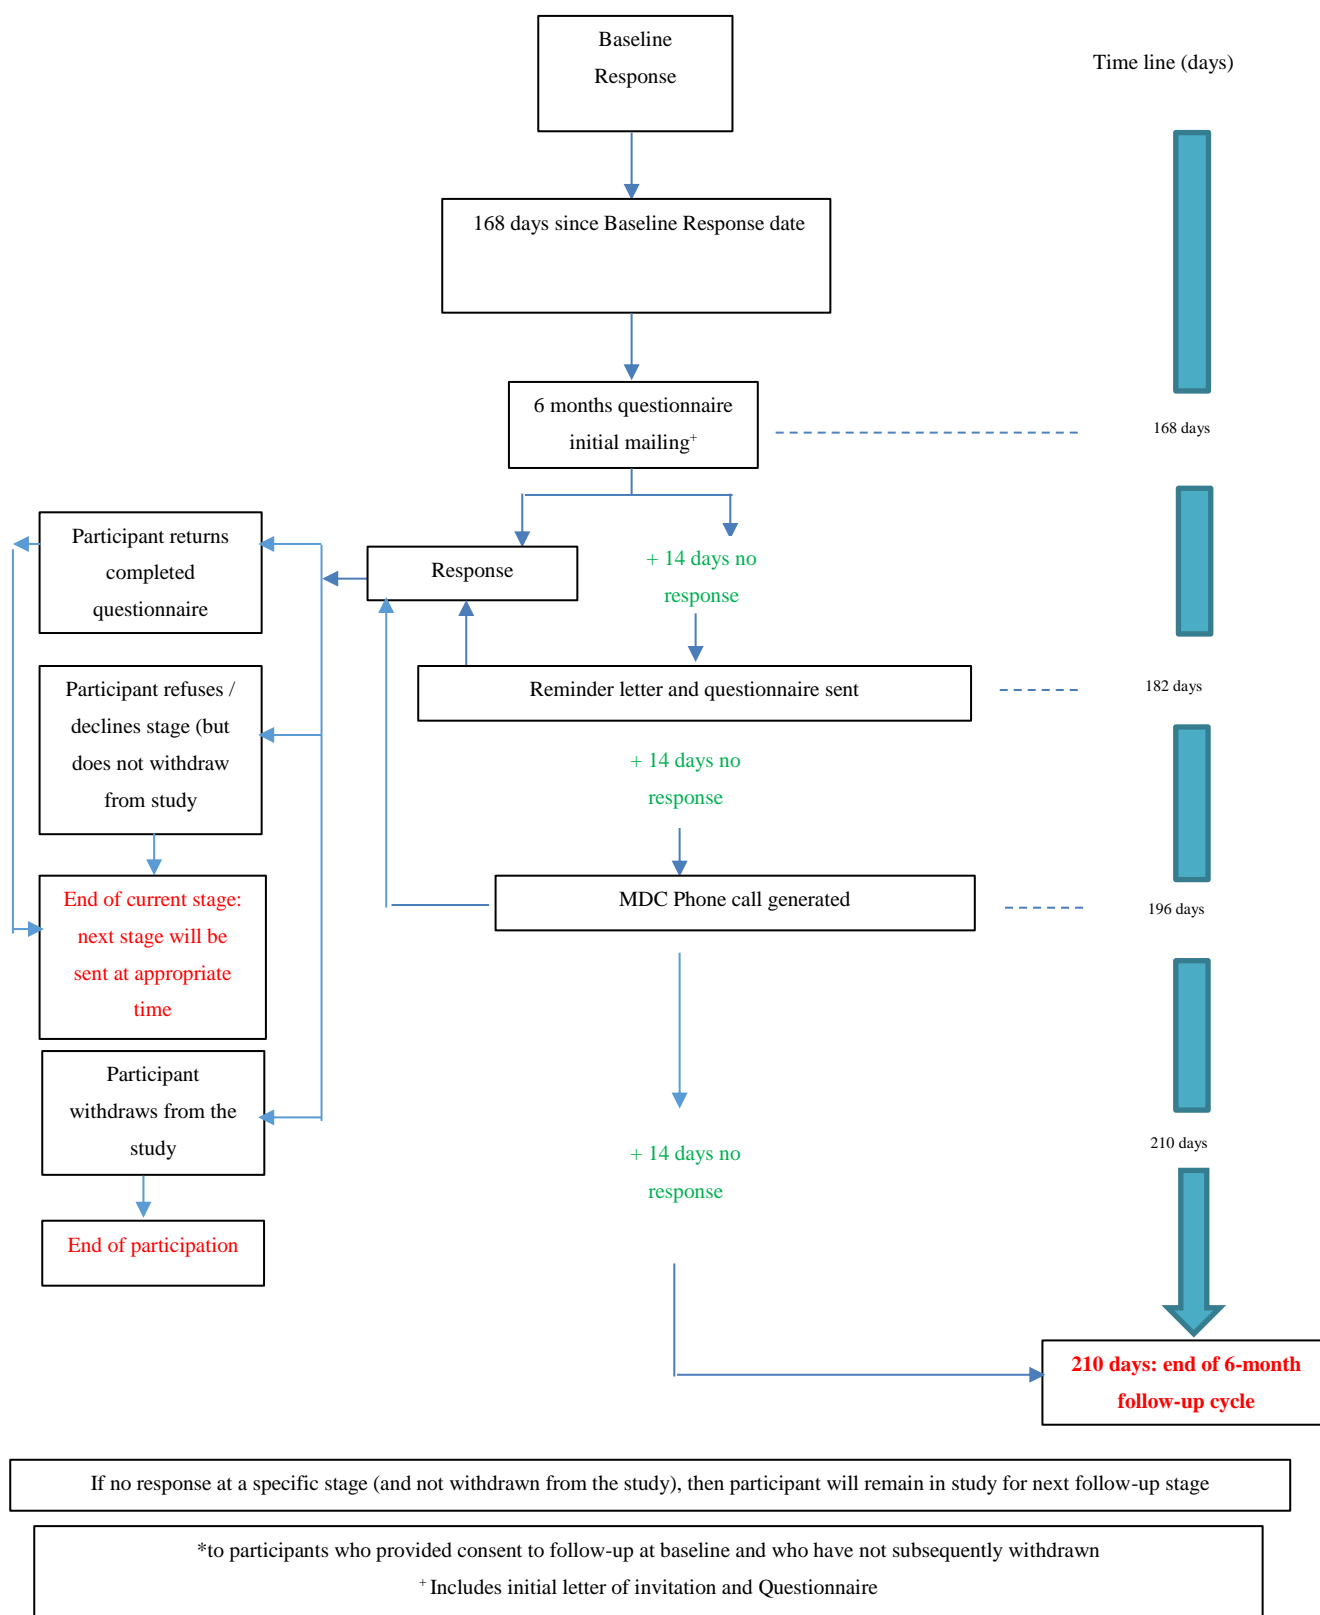 Baseline
Response
Time line (days)
168 days since Baseline Response date
6 months questionnaire
initial mailing+
168 days
Participant returns
completed
questionnaire
Response
+ 14 days no
response
Participant refuses /
declines stage (but
does not withdraw
from study
Reminder letter and questionnaire sent
182 days
+ 14 days no
response
End of current stage:
next stage will be
sent at appropriate
time
MDC Phone call generated
196 days
Participant
withdraws from the
study
+ 14 days no
response
210 days
End of participation
210 days: end of 6-month
follow-up cycle
If no response at a specific stage (and not withdrawn from the study), then participant will remain in study for next follow-up stage
*to participants who provided consent to follow-up at baseline and who have not subsequently withdrawn
+ Includes initial letter of invitation and Questionnaire